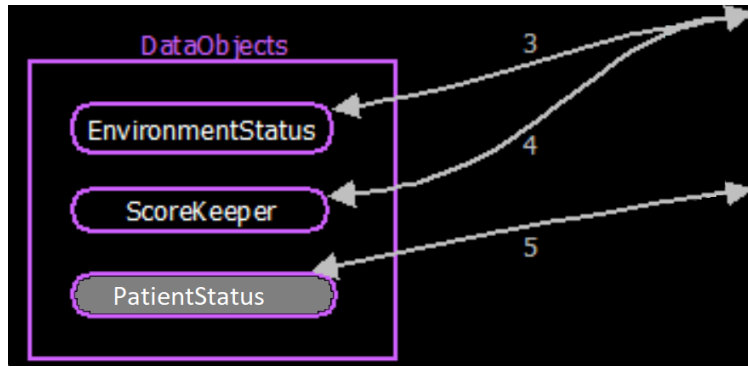 DataObjects
3
EnvironmentStatus
4
ScoreKeeper
5
PatientStatus